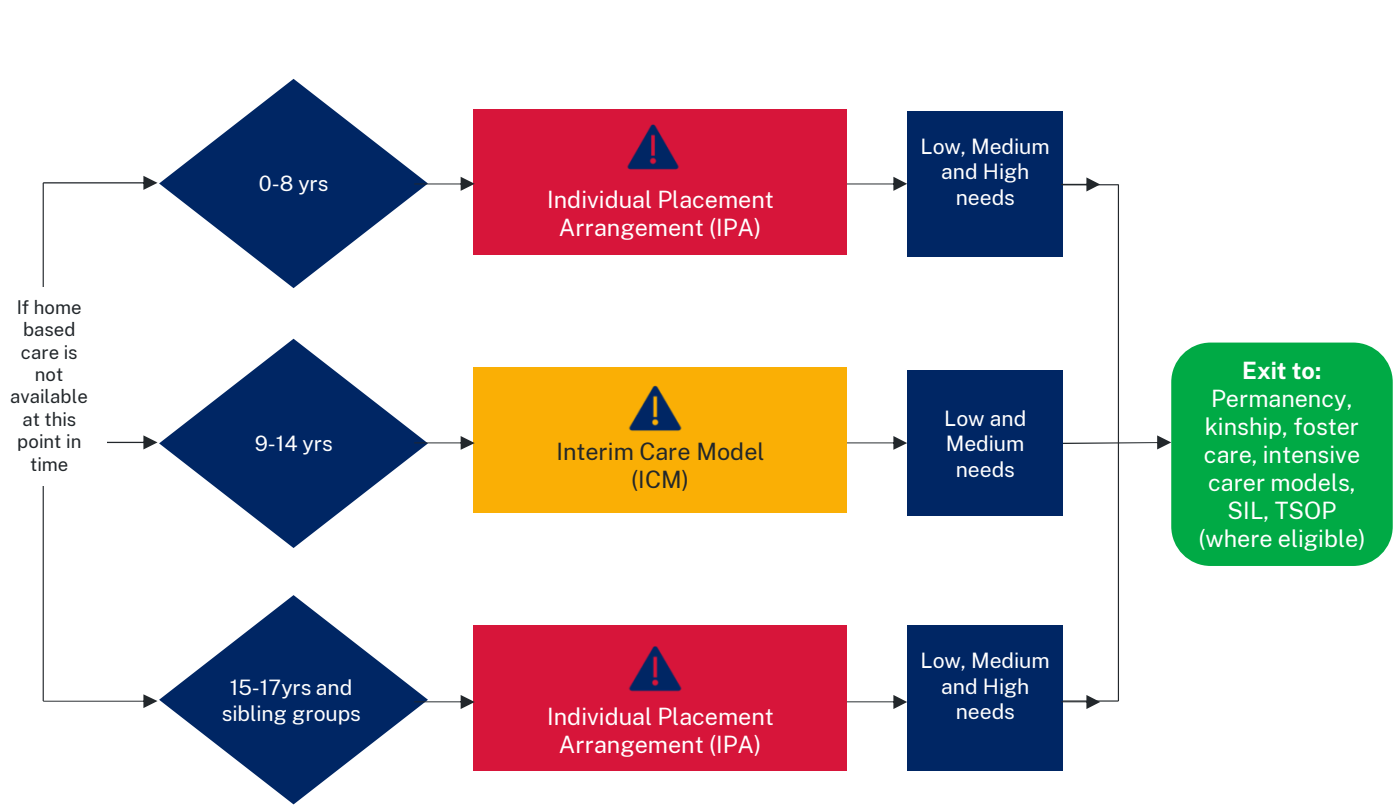 If home
based
care is
not
available
at this
point in
time
0-8 yrs
Individual Placement
Arrangement (IPA)
Low, Medium
and High
needs
9-14 yrs
Interim Care Model
(ICM)
Low and
Medium
needs
15-17yrs and
sibling groups
Individual Placement
Arrangement (IPA)
Low, Medium
and High
needs
Exit to:
Permanency,
kinship, foster
care, intensive
carer models,
SIL, TSOP
(where eligible)